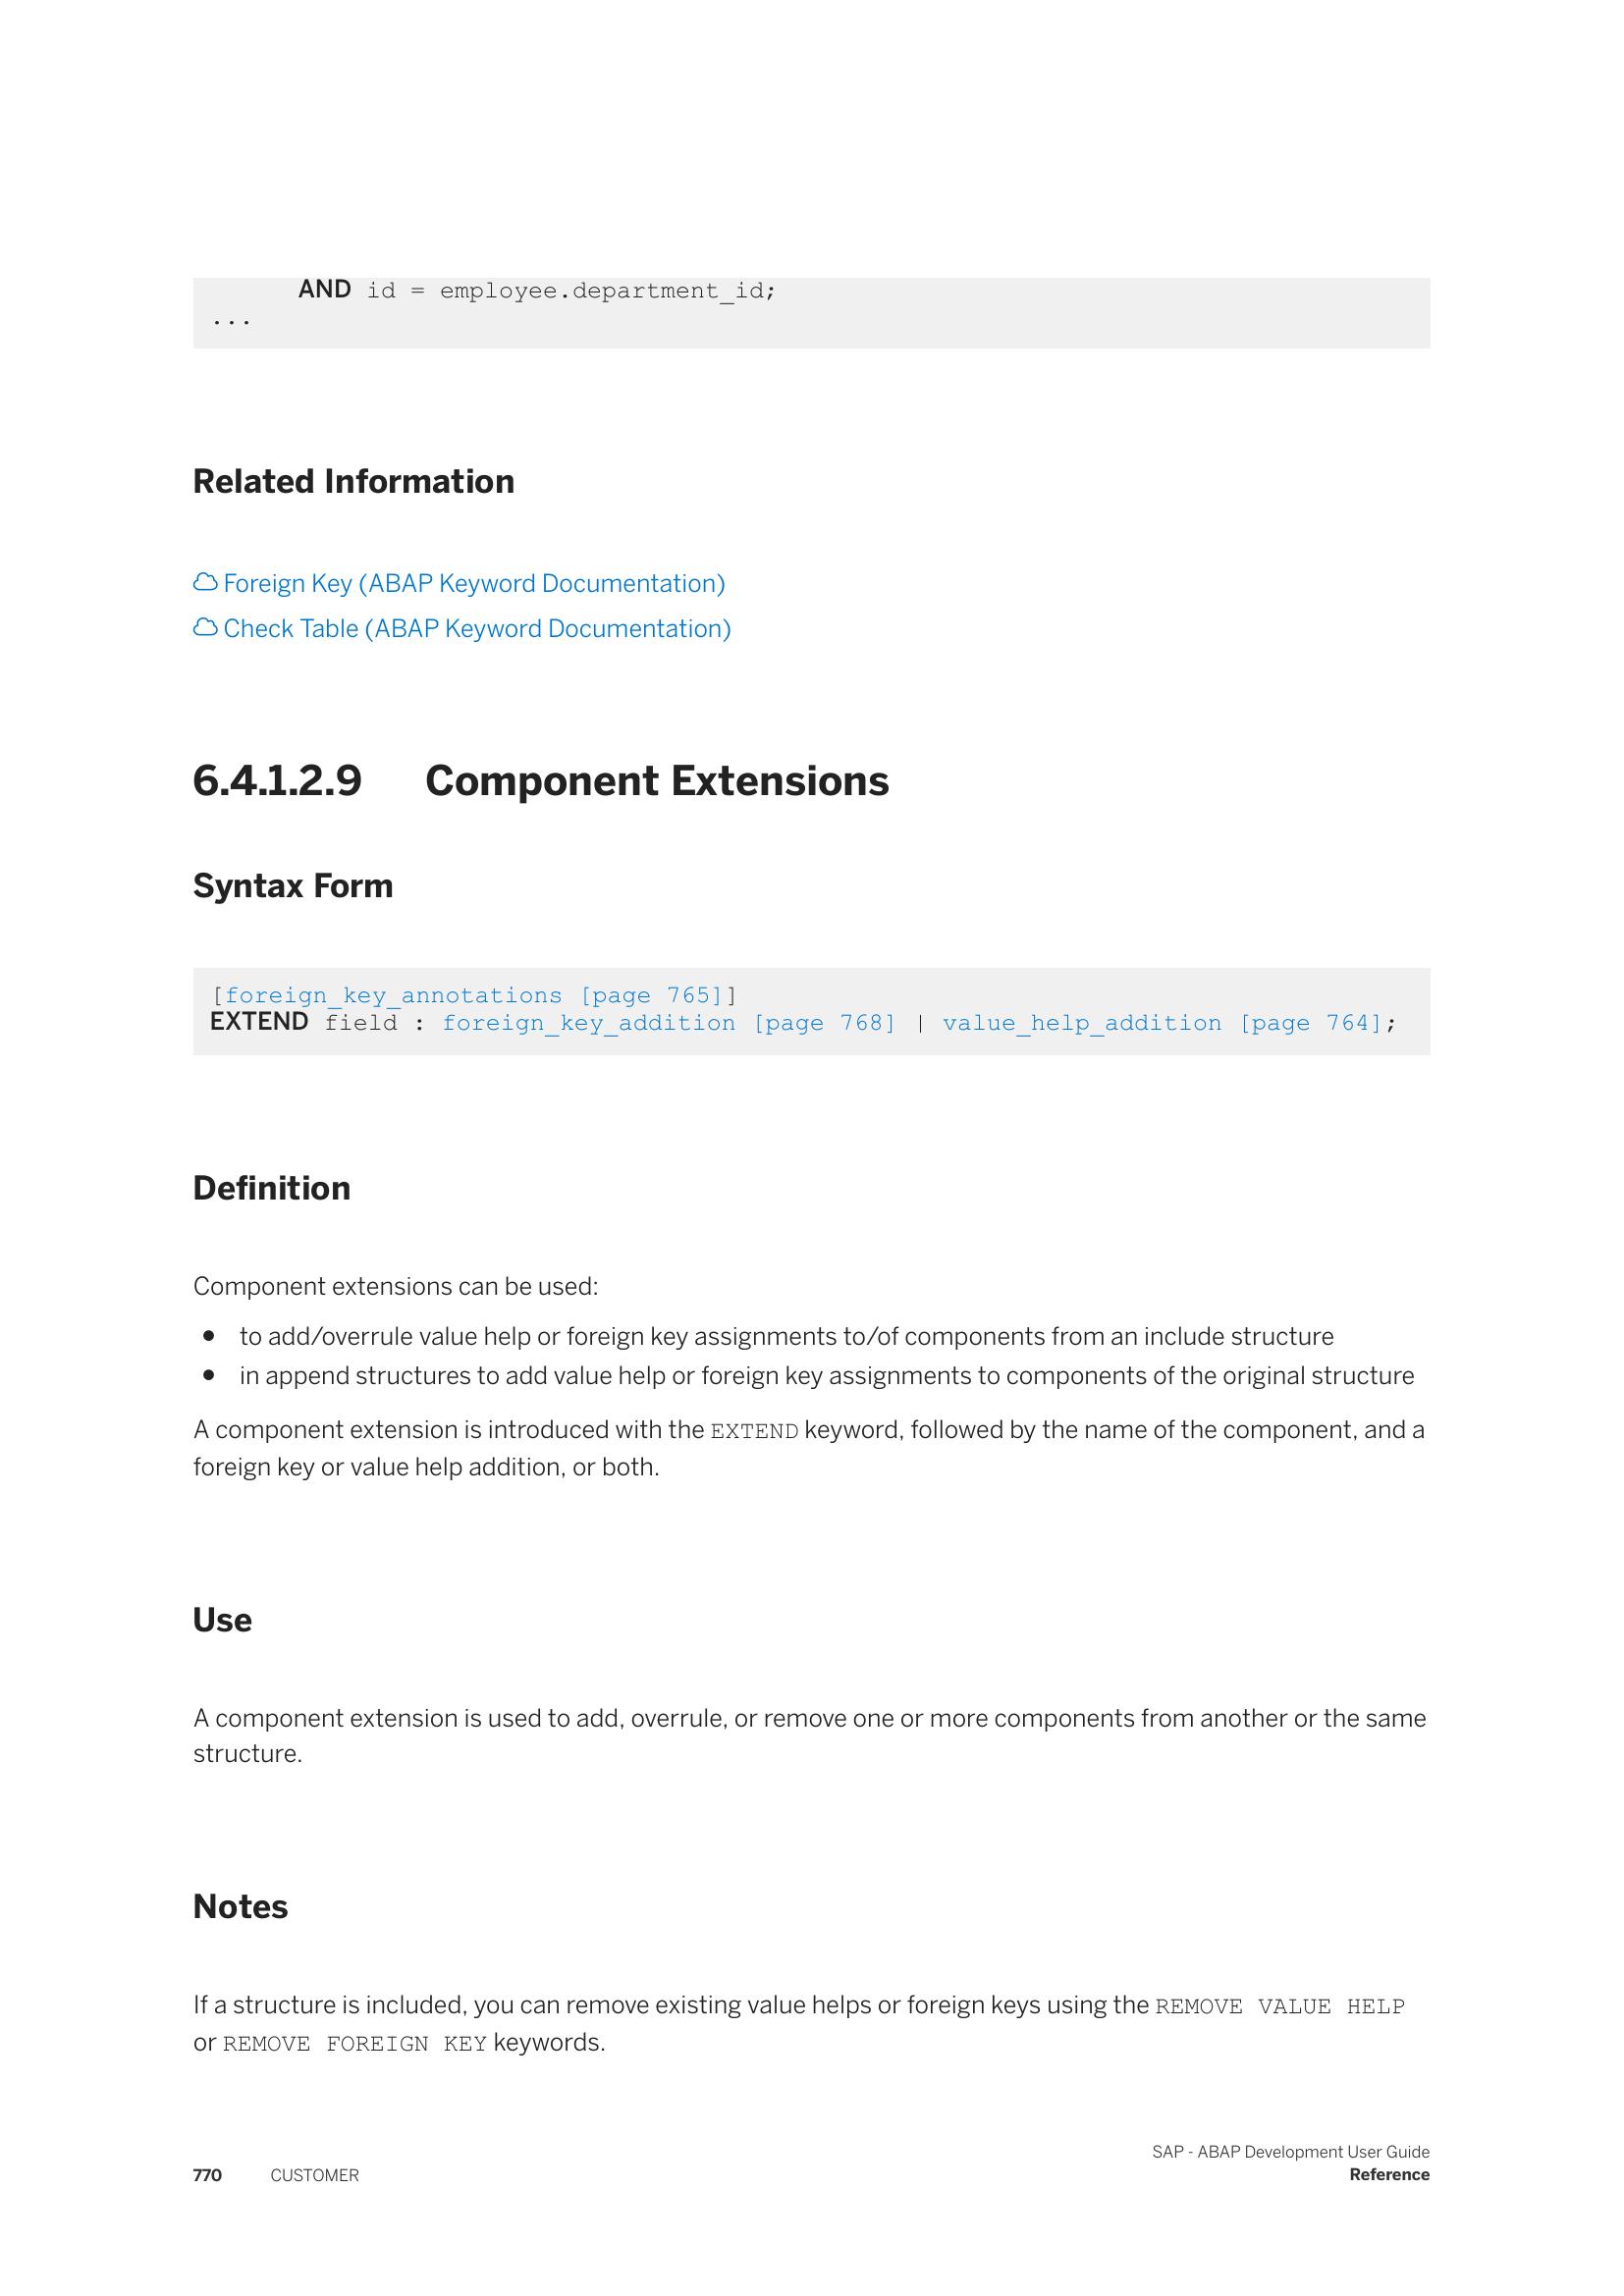 AND id = employee.department_id;
...
Related Information
Foreign Key (ABAP Keyword Documentation)
Check Table (ABAP Keyword Documentation)
6.4.1.2.9 Component Extensions
Syntax Form
[foreign_key_annotations [page 765]]
EXTEND field : foreign_key_addition [page 768] | value_help_addition [page 764];
Definition
Component extensions can be used:
● to add/overrule value help or foreign key assignments to/of components from an include structure
● in append structures to add value help or foreign key assignments to components of the original structure
A component extension is introduced with the EXTEND keyword, followed by the name of the component, and a
foreign key or value help addition, or both.
Use
A component extension is used to add, overrule, or remove one or more components from another or the same
structure.
Notes
If a structure is included, you can remove existing value helps or foreign keys using the REMOVE VALUE HELP
or REMOVE FOREIGN KEY keywords.
SAP - ABAP Development User Guide
770 CUSTOMER Reference